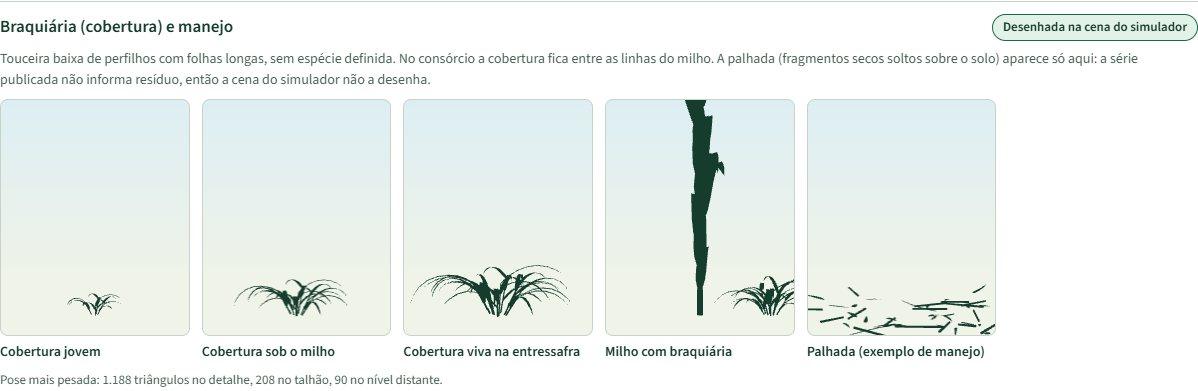 Braquiária (cobertura) e manejo
Desenhada na cena do simulador
Touceira baixa de perfilhos com folhas longas, sem espécie definida. No consórcio a cobertura fica entre as linhas do milho. A palhada (fragmentos secos soltos sobre o solo) aparece só aqui: a série
publicada não informa resíduo, então a cena do simulador não a desenha.
Cobertura jovem
Cobertura sob o milho
Cobertura viva na entressafra
Milho com braquiária
Palhada (exemplo de manejo)
Pose mais pesada: 1.188 triângulos no detalhe, 208 no talhão, 90 no nível distante.